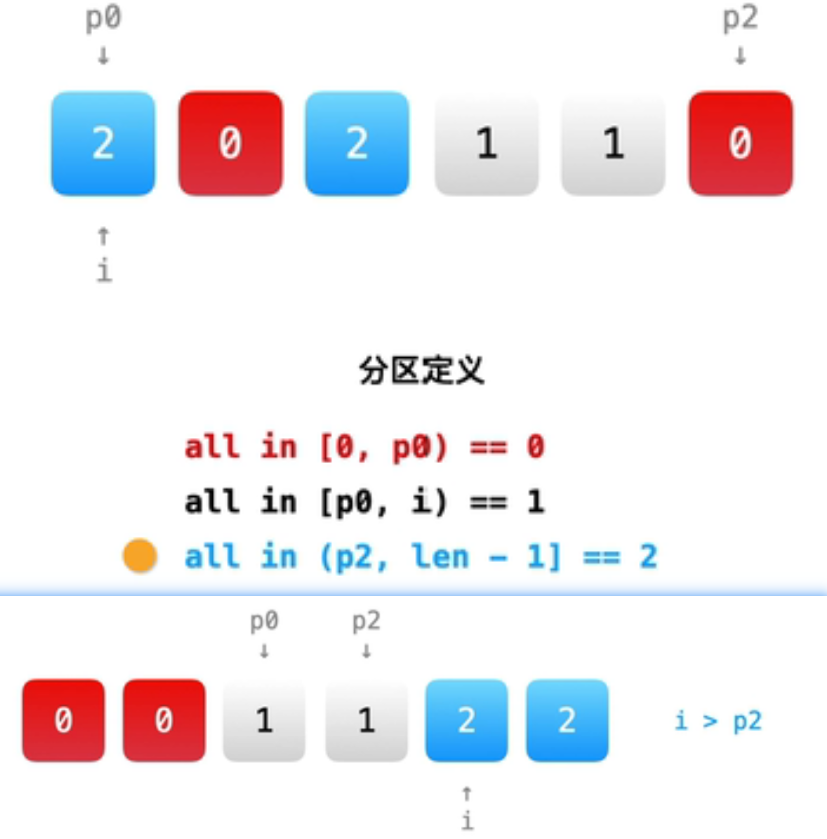 p0 p2
↓ ↓
2 0 2 1 1 0
↑
i
分区定义
all in [0, p0) == 0
all in [p0, i) == 1
all in (p2, len - 1] == 2
p0 p2
↓ ↓
0 0 1 1 2 2 i > p2
↑
i